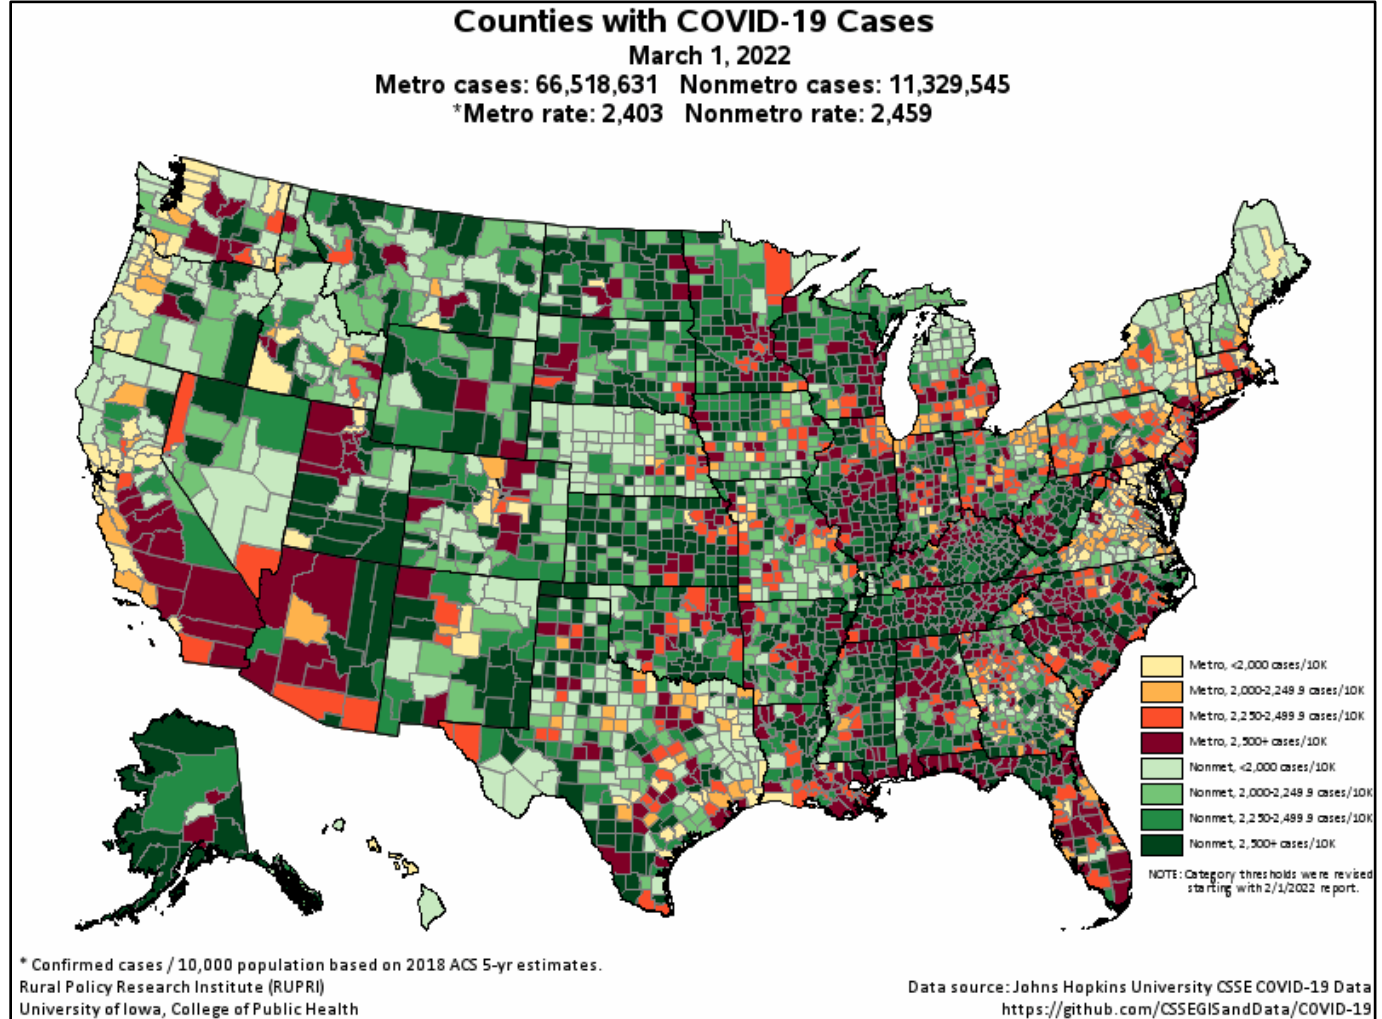 Counties with COVID-19 Cases
March 1, 2022
Metro cases: 66,518,631 Nonmetro cases: 11,329,545
*Metro rate: 2,403 Nonmetro rate: 2,459
Metro, <2,000 cases/10K
Metro, 2,000-2,249.9 cases/10K
Metro, 2,250-2,499.9 cases/10K
Metro, 2,500+ cases/10K
Nonmet, <2,000 cases/10K
Nonmet, 2,000-2,249.9 cases/10K
Nonmet, 2,250-2,499.9 cases/10K
Nonmet, 2,500+ cases/10K
NOTE: Category thresholds were revised
starting with 2/1/2022 report.
* Confirmed cases / 10,000 population based on 2018 ACS 5-yr estimates.
Rural Policy Research Institute (RUPRI)
University of Iowa, College of Public Health
Data source: Johns Hopkins University CSSE COVID-19 Data
https://github.com/CSSEGISandData/COVID-19